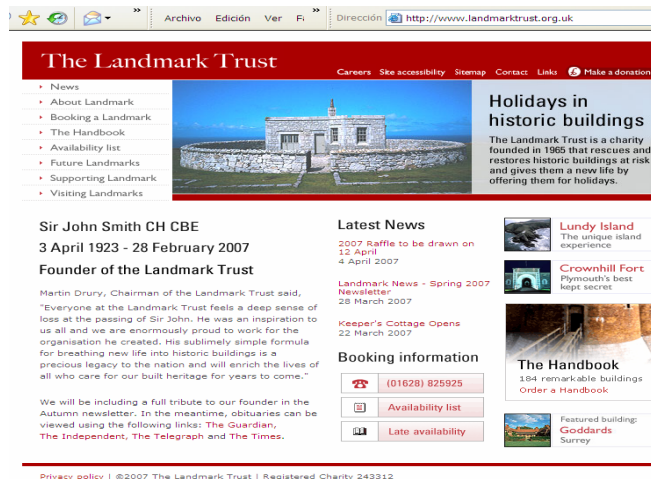 Archivo Edición Ver
Dirección http://www.landmarktrust.org.uk
The Landmark Trust
Careers Site accessibility Sitemap Contact Links £ Make a donation
News
About Landmark
Booking a Landmark
The Handbook
Availability list
Future Landmarks
Supporting Landmark
Visiting Landmarks
Holidays in
historic buildings
The Landmark Trust is a charity
founded in 1965 that rescues and
restores historic buildings at risk
and gives them a new life by
offering them for holidays.
Sir John Smith CH CBE
3 April 1923 - 28 February 2007
Founder of the Landmark Trust
Martin Drury, Chairman of the Landmark Trust said,
"Everyone at the Landmark Trust feels a deep sense of
loss at the passing of Sir John. He was an inspiration to
us all and we are enormously proud to work for the
organisation he created. His sublimely simple formula
for breathing new life into historic buildings is a
precious legacy to the nation and will enrich the lives of
all who care for our built heritage for years to come."
We will be including a full tribute to our founder in the
Autumn newsletter. In the meantime, obituaries can be
viewed using the following links: The Guardian,
The Independent, The Telegraph and The Times.
Latest News
2007 Raffle to be drawn on
12 April
4 April 2007
Landmark News - Spring 2007
Newsletter
28 March 2007
Keeper's Cottage Opens
22 March 2007
Booking information
(01628) 825925
Availability list
Late availability
Lundy Island
The unique island
experience
Crownhill Fort
Plymouth's best
kept secret
The Handbook
184 remarkable buildings
Order a Handbook
Featured building:
Goddards
Surrey
Privacy policy | ©2007 The Landmark Trust | Registered Charity 243312